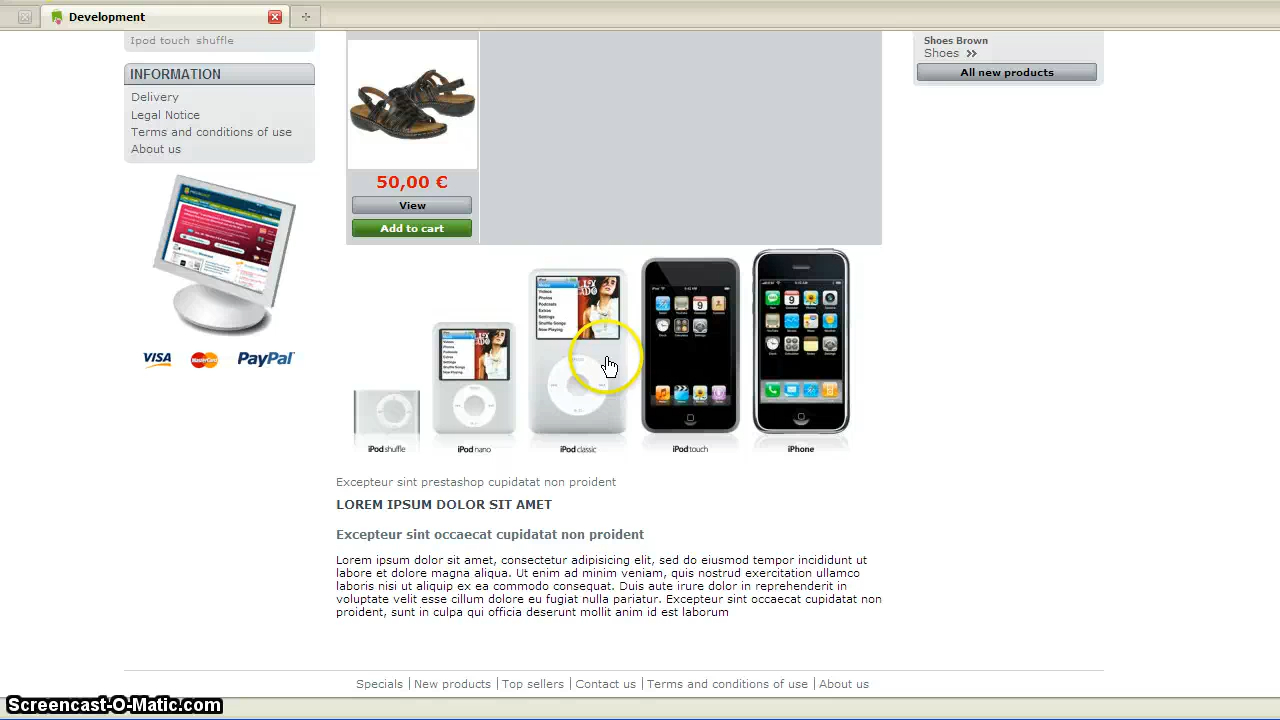 Development
Ipod touch shuffle
INFORMATION
Delivery
Legal Notice
Terms and conditions of use
About us
VISA MasterCard PayPal
50,00 €
View
Add to cart
Shoes Brown
Shoes
All new products
iPod shuffle
iPod nano
iPod classic
iPod touch
iPhone
Excepteur sint prestashop cupidatat non proident
LOREM IPSUM DOLOR SIT AMET
Excepteur sint occaecat cupidatat non proident
Lorem ipsum dolor sit amet, consectetur adipisicing elit, sed do eiusmod tempor incididunt ut
labore et dolore magna aliqua. Ut enim ad minim veniam, quis nostrud exercitation ullamco
laboris nisi ut aliquip ex ea commodo consequat. Duis aute irure dolor in reprehenderit in
voluptate velit esse cillum dolore eu fugiat nulla pariatur. Excepteur sint occaecat cupidatat non
proident, sunt in culpa qui officia deserunt mollit anim id est laborum
Specials | New products | Top sellers | Contact us | Terms and conditions of use | About us
Screencast-O-Matic.com